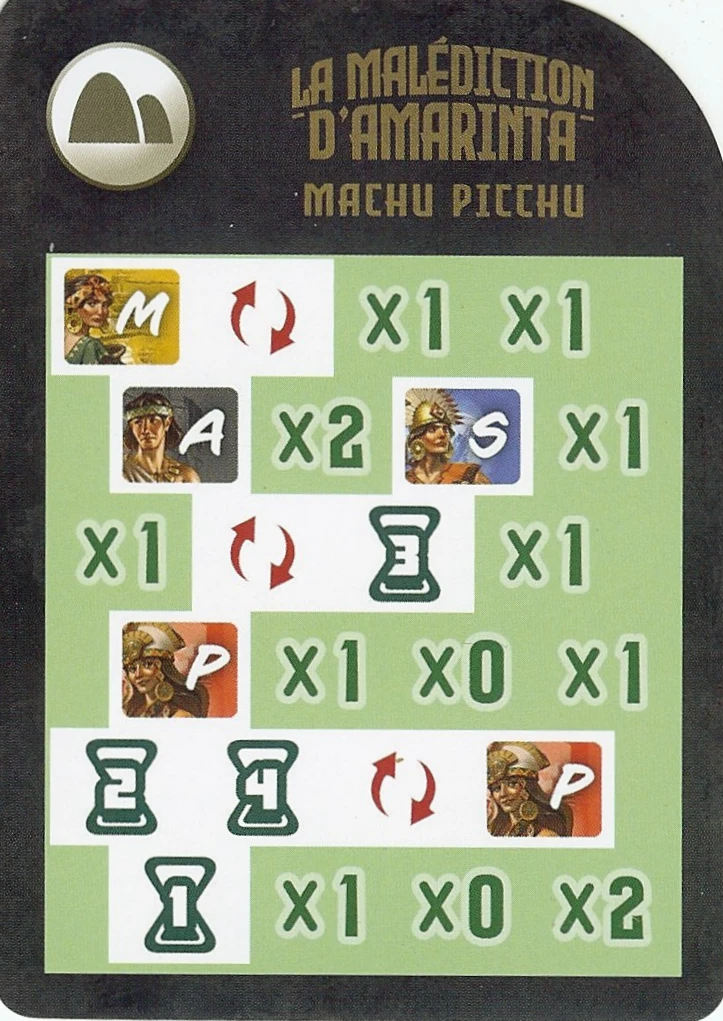 LA MALÉDICTION
D'AMARINTA
MACHU PICCHU
M x1 x1
A x2 S x1
x1 3 x1
P x1 x0 x1
2 4 P
1 x1 x0 x2